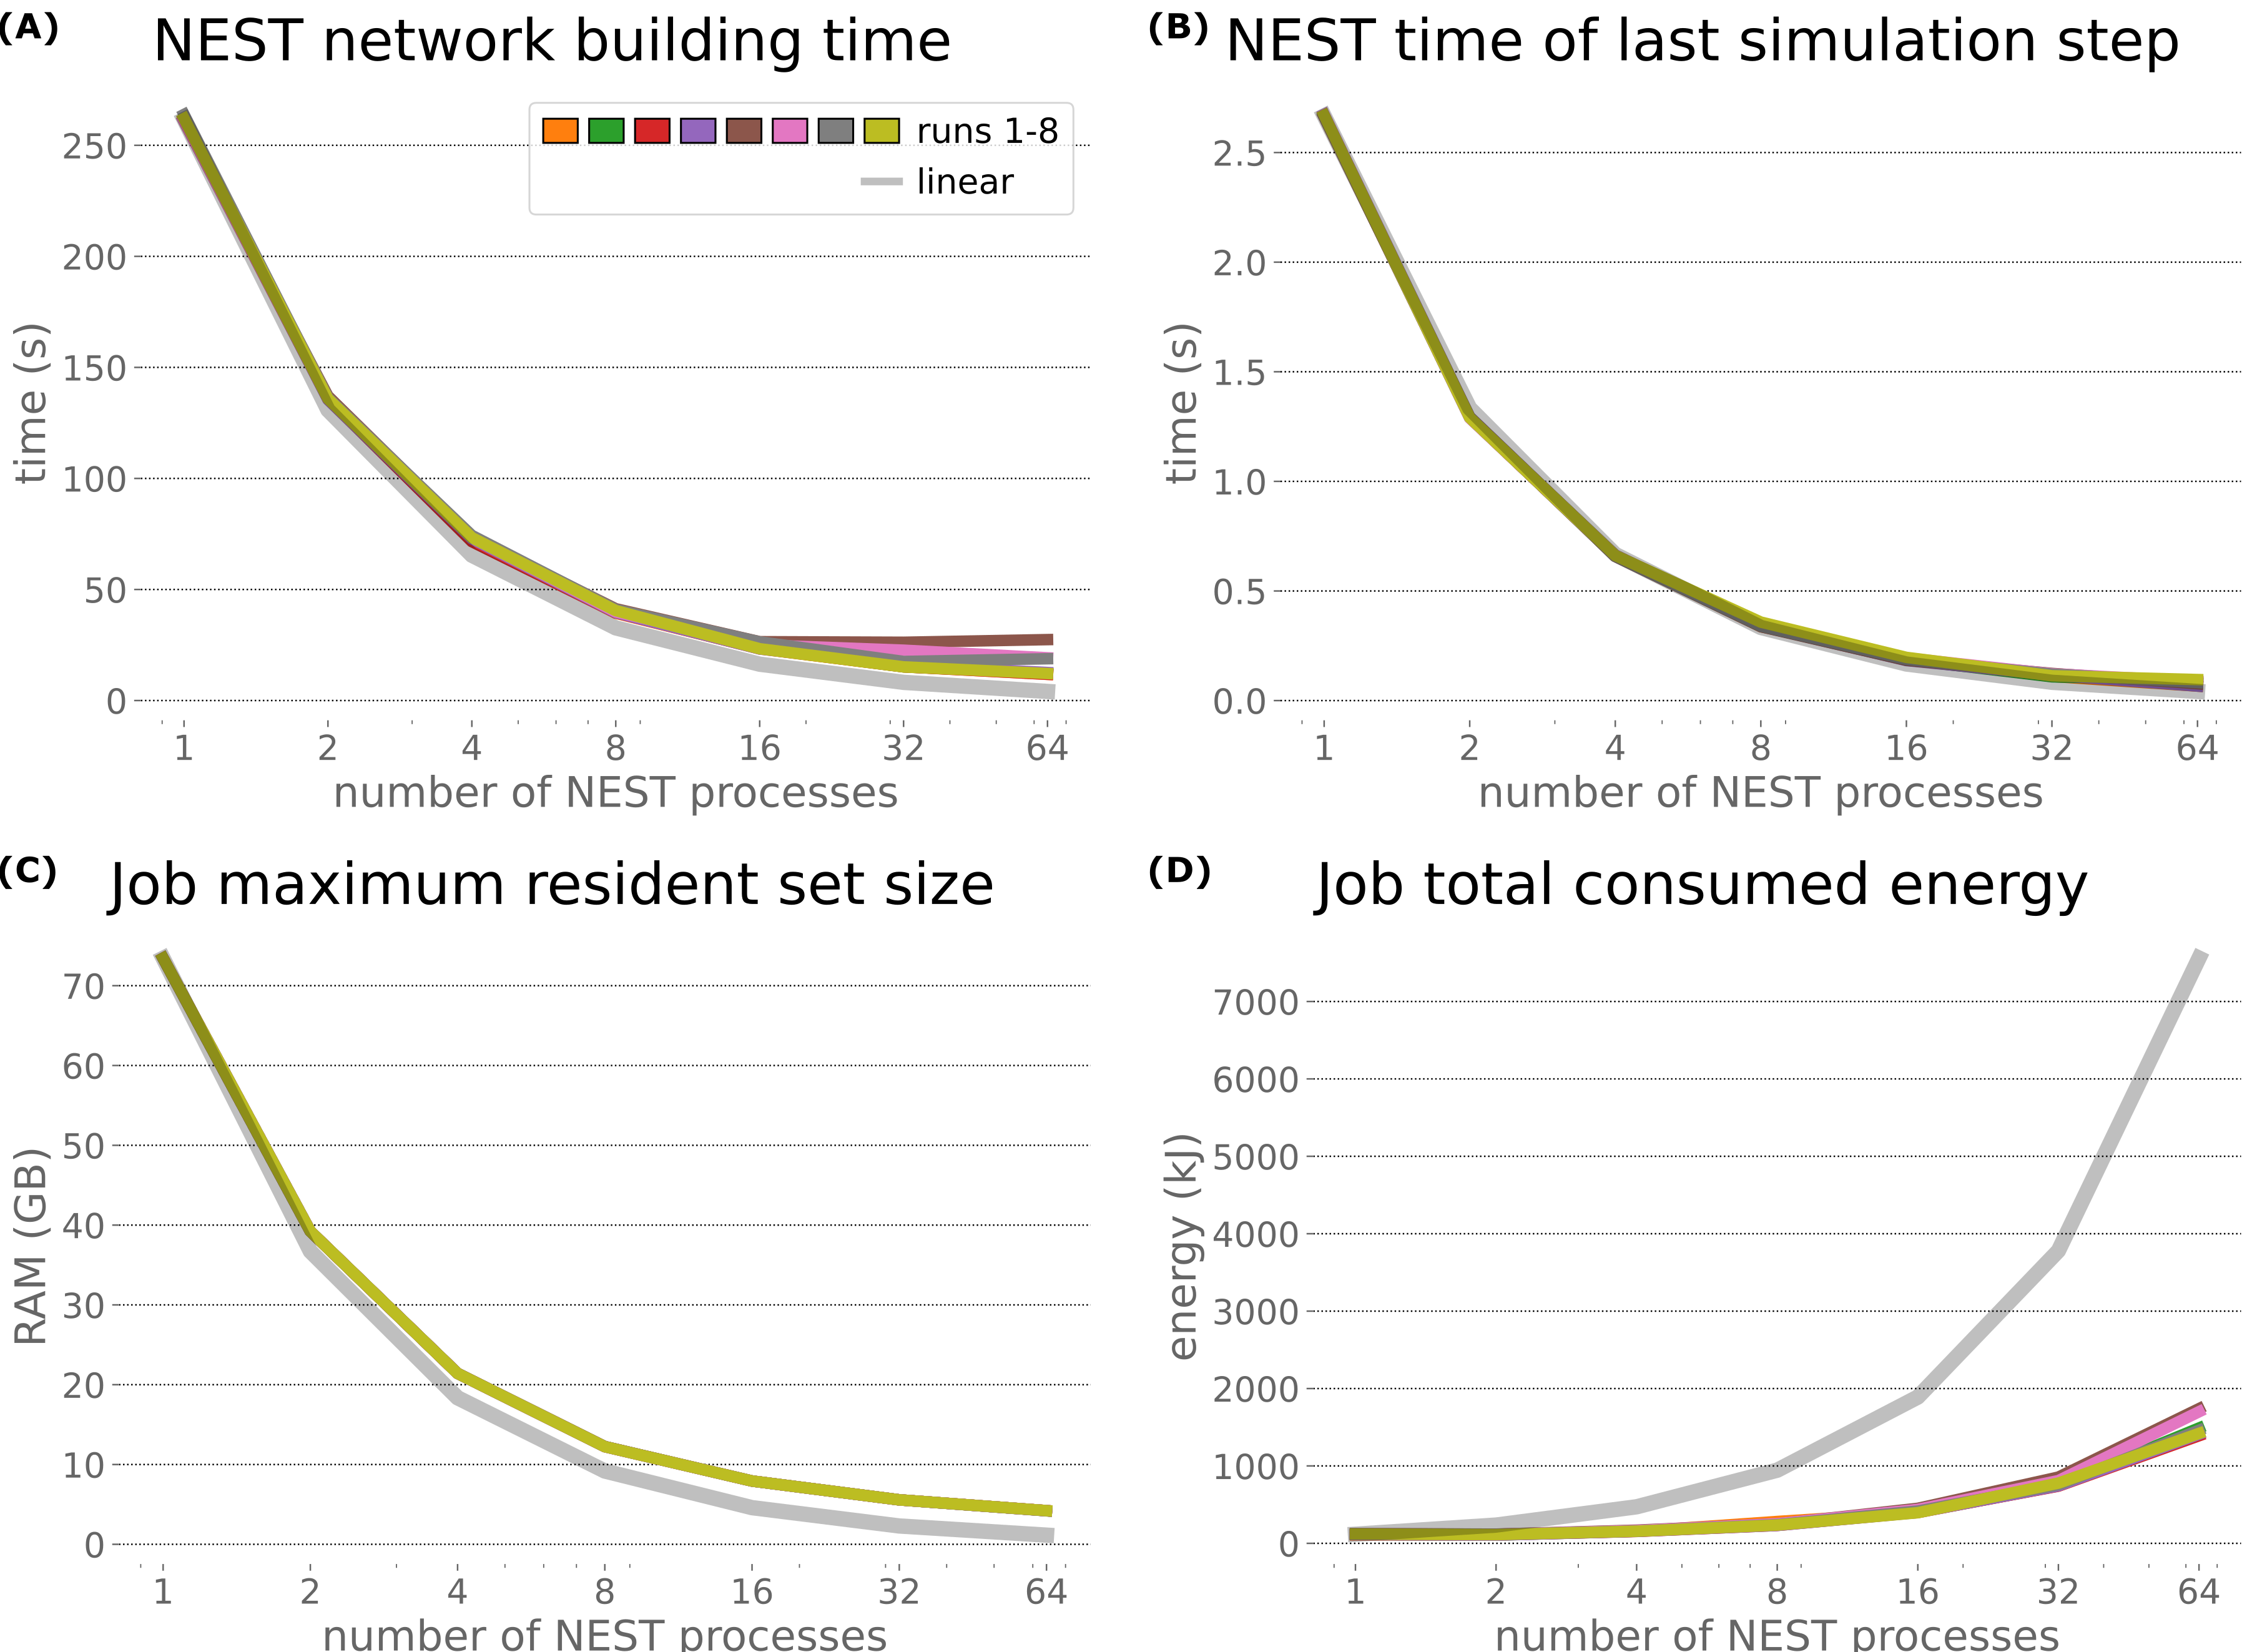 (A) NEST network building time
250
200
150
100
50
0
time (s)
runs 1-8
linear
1 2 4 8 16 32 64
number of NEST processes
(B) NEST time of last simulation step
2.5
2.0
1.5
1.0
0.5
0.0
time (s)
1 2 4 8 16 32 64
number of NEST processes
(C) Job maximum resident set size
70
60
50
40
30
20
10
0
RAM (GB)
1 2 4 8 16 32 64
number of NEST processes
(D) Job total consumed energy
7000
6000
5000
4000
3000
2000
1000
0
energy (kJ)
1 2 4 8 16 32 64
number of NEST processes